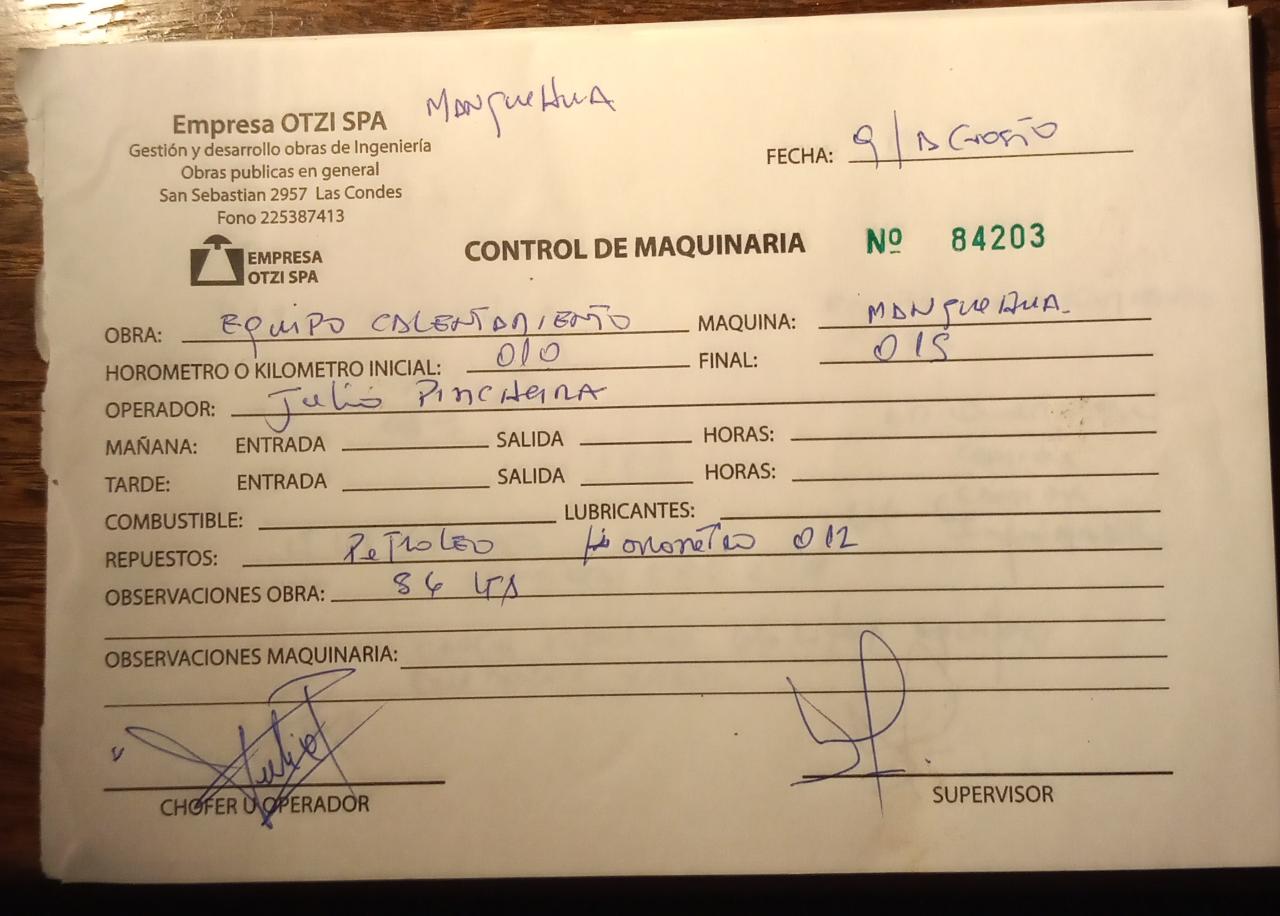 Manquehua
Empresa OTZI SPA
Gestión y desarrollo obras de Ingeniería
Obras publicas en general
San Sebastian 2957 Las Condes
Fono 225387413
FECHA: 9/Agosto
EMPRESA
OTZI SPA
CONTROL DE MAQUINARIA Nº 84203
OBRA: Equipo Calentamiento MAQUINA: Manquehua.
HOROMETRO O KILOMETRO INICIAL: 010 FINAL: 015
OPERADOR: Julio Pincheira
MAÑANA: ENTRADA SALIDA HORAS:
TARDE: ENTRADA SALIDA HORAS:
COMBUSTIBLE: LUBRICANTES:
REPUESTOS: Petroleo Horometro 012
OBSERVACIONES OBRA: 84 LTS
OBSERVACIONES MAQUINARIA:
CHOFER U OPERADOR SUPERVISOR